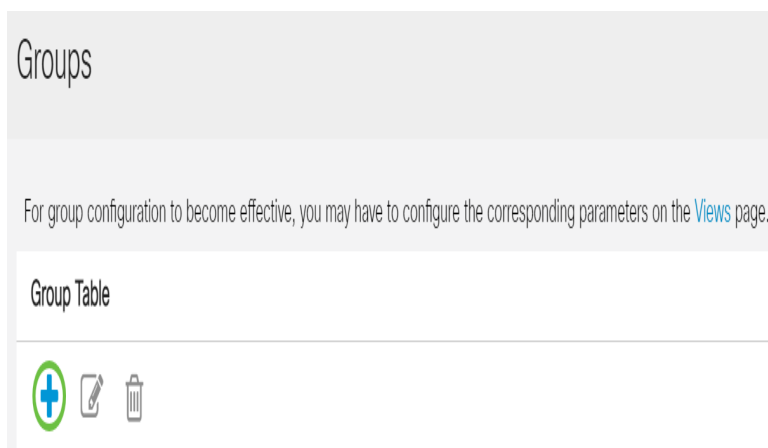 Groups
For group configuration to become effective, you may have to configure the corresponding parameters on the Views page.
Group Table